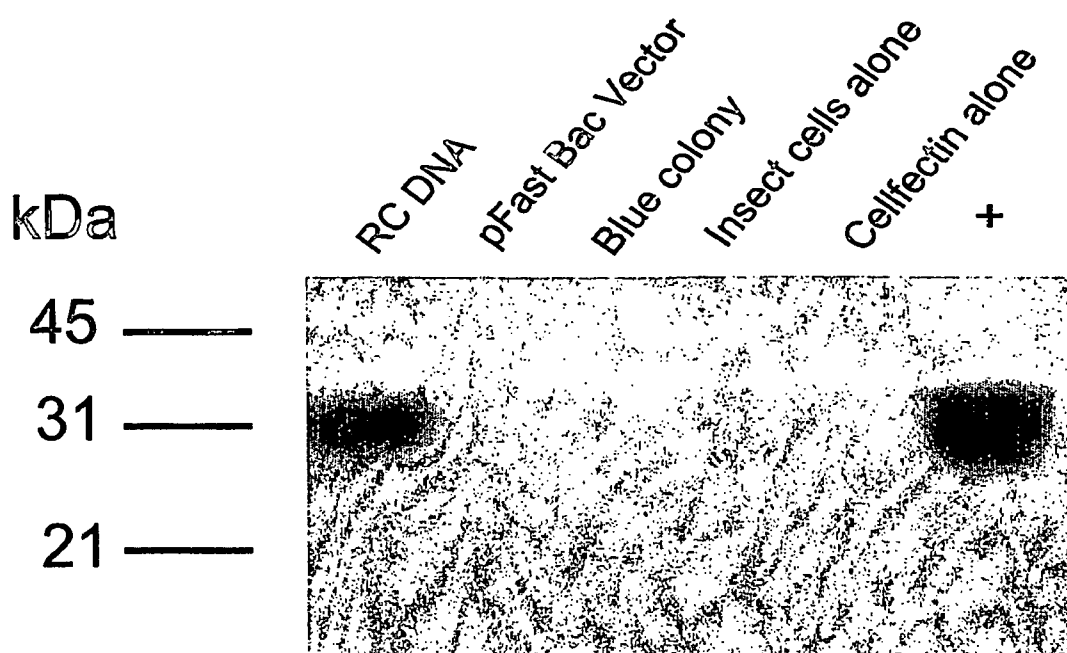 RC DNA
pFast Bac Vector
Blue colony
Insect cells alone
Cellfectin alone
+
kDa
45
31
21